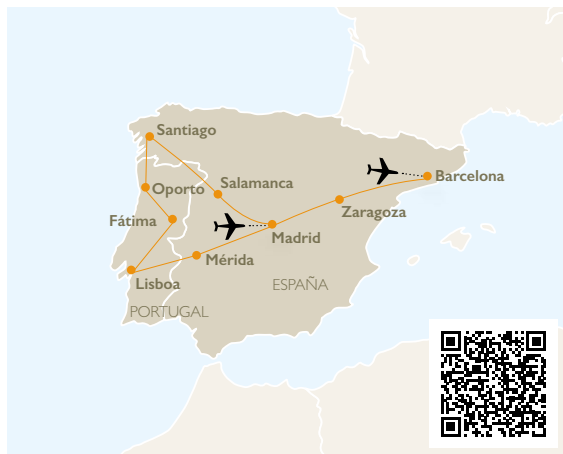 Santiago
Salamanca
Barcelona
Oporto
Zaragoza
Fátima
Madrid
Mérida
Lisboa
ESPAÑA
PORTUGAL